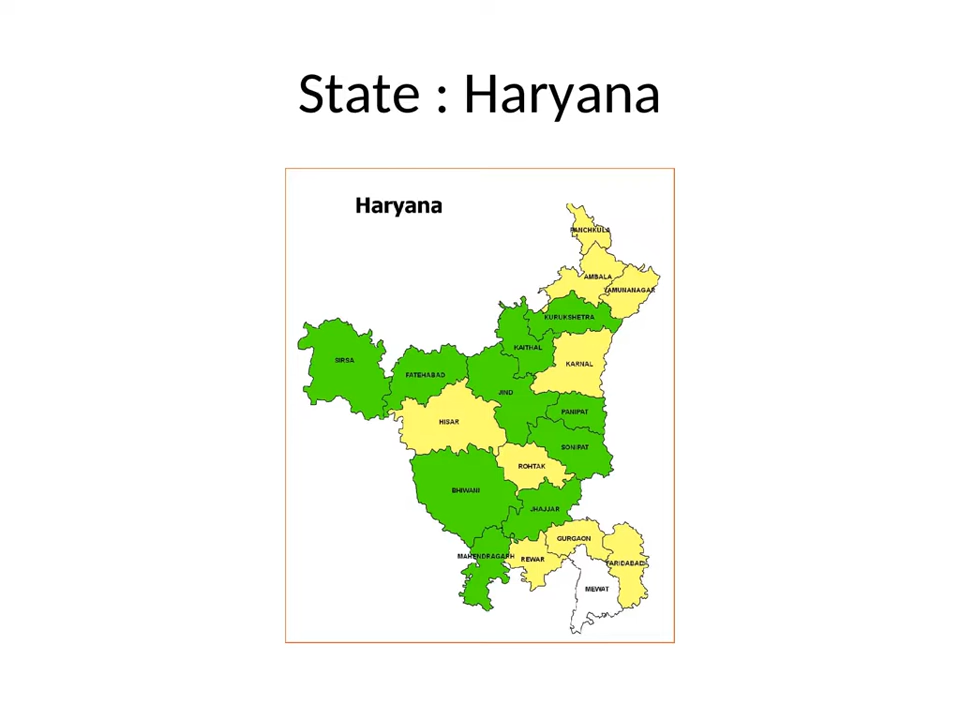 State : Haryana
Haryana
PANCHKULA
AMBALA
YAMUNANAGAR
KURUKSHETRA
KAITHAL
SIRSA
KARNAL
FATEHABAD
JIND
PANIPAT
HISAR
SONIPAT
ROHTAK
BHIWANI
JHAJJAR
GURGAON
MAHENDRAGARH
REWARI
FARIDABAD
MEWAT